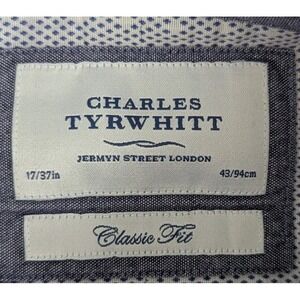 CHARLES
TYRWHITT
JERMYN STREET LONDON
17/37in 43/94cm
Classic Fit